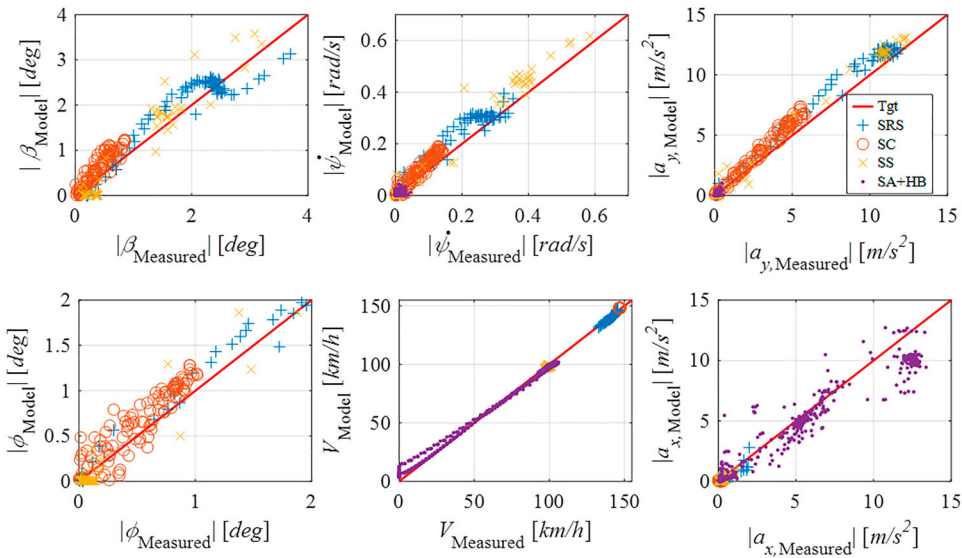 4
3
2
1
0
0 2 4
|β_Model| [deg]
|β_Measured| [deg]
0.6
0.4
0.2
0
0 0.2 0.4 0.6
|ψ̇_Model| [rad/s]
|ψ̇_Measured| [rad/s]
15
10
5
0
0 5 10 15
|a_y,Model| [m/s²]
|a_y,Measured| [m/s²]
Tgt
SRS
SC
SS
SA+HB
2
1.5
1
0.5
0
0 1 2
|ϕ_Model| [deg]
|ϕ_Measured| [deg]
150
100
50
0
0 50 100 150
V_Model [km/h]
V_Measured [km/h]
15
10
5
0
0 5 10 15
|a_x,Model| [m/s²]
|a_x,Measured| [m/s²]